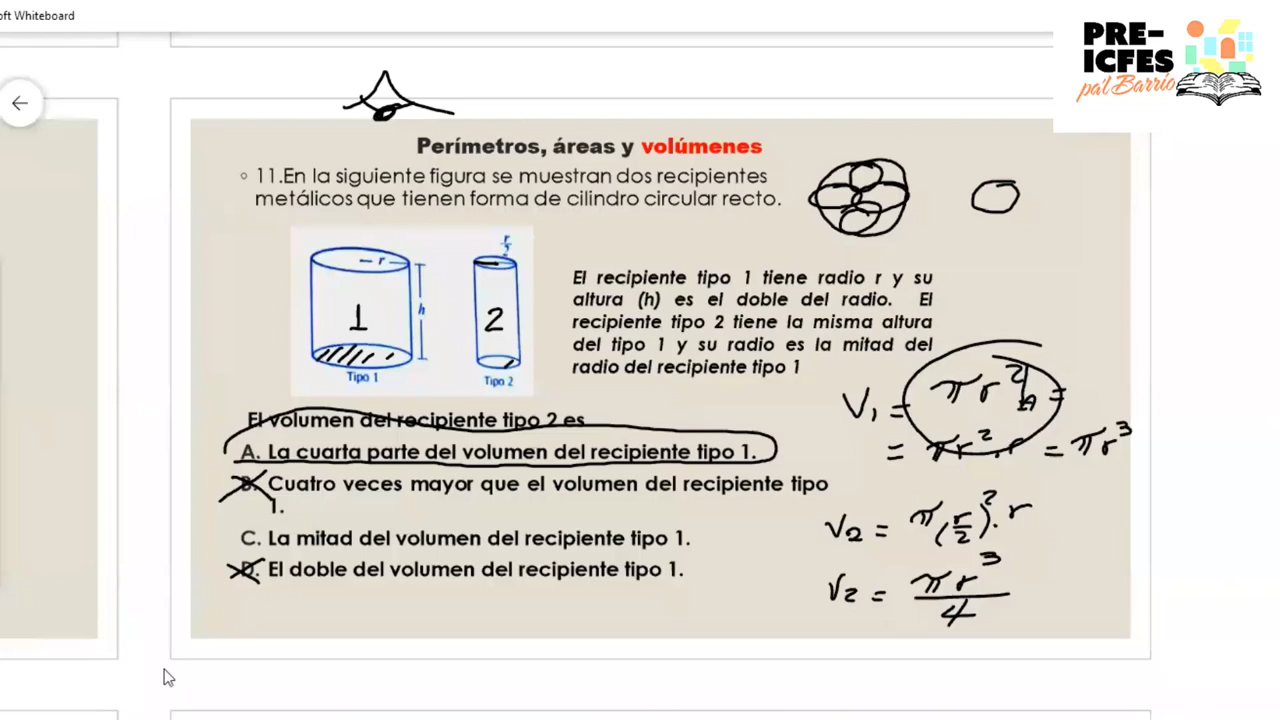 oft Whiteboard
PRE-
ICFES
pa'l Barrio
Perímetros, áreas y volúmenes
11.En la siguiente figura se muestran dos recipientes
metálicos que tienen forma de cilindro circular recto.
r
h
1
Tipo 1
r/2
2
Tipo 2
El recipiente tipo 1 tiene radio r y su
altura (h) es el doble del radio. El
recipiente tipo 2 tiene la misma altura
del tipo 1 y su radio es la mitad del
radio del recipiente tipo 1
El volumen del recipiente tipo 2 es
A. La cuarta parte del volumen del recipiente tipo 1.
B. Cuatro veces mayor que el volumen del recipiente tipo
1.
C. La mitad del volumen del recipiente tipo 1.
D. El doble del volumen del recipiente tipo 1.
V₁ = πr² =
= πr² . r = πr³
V₂ = π(r/2)² . r
V₂ = πr³/4